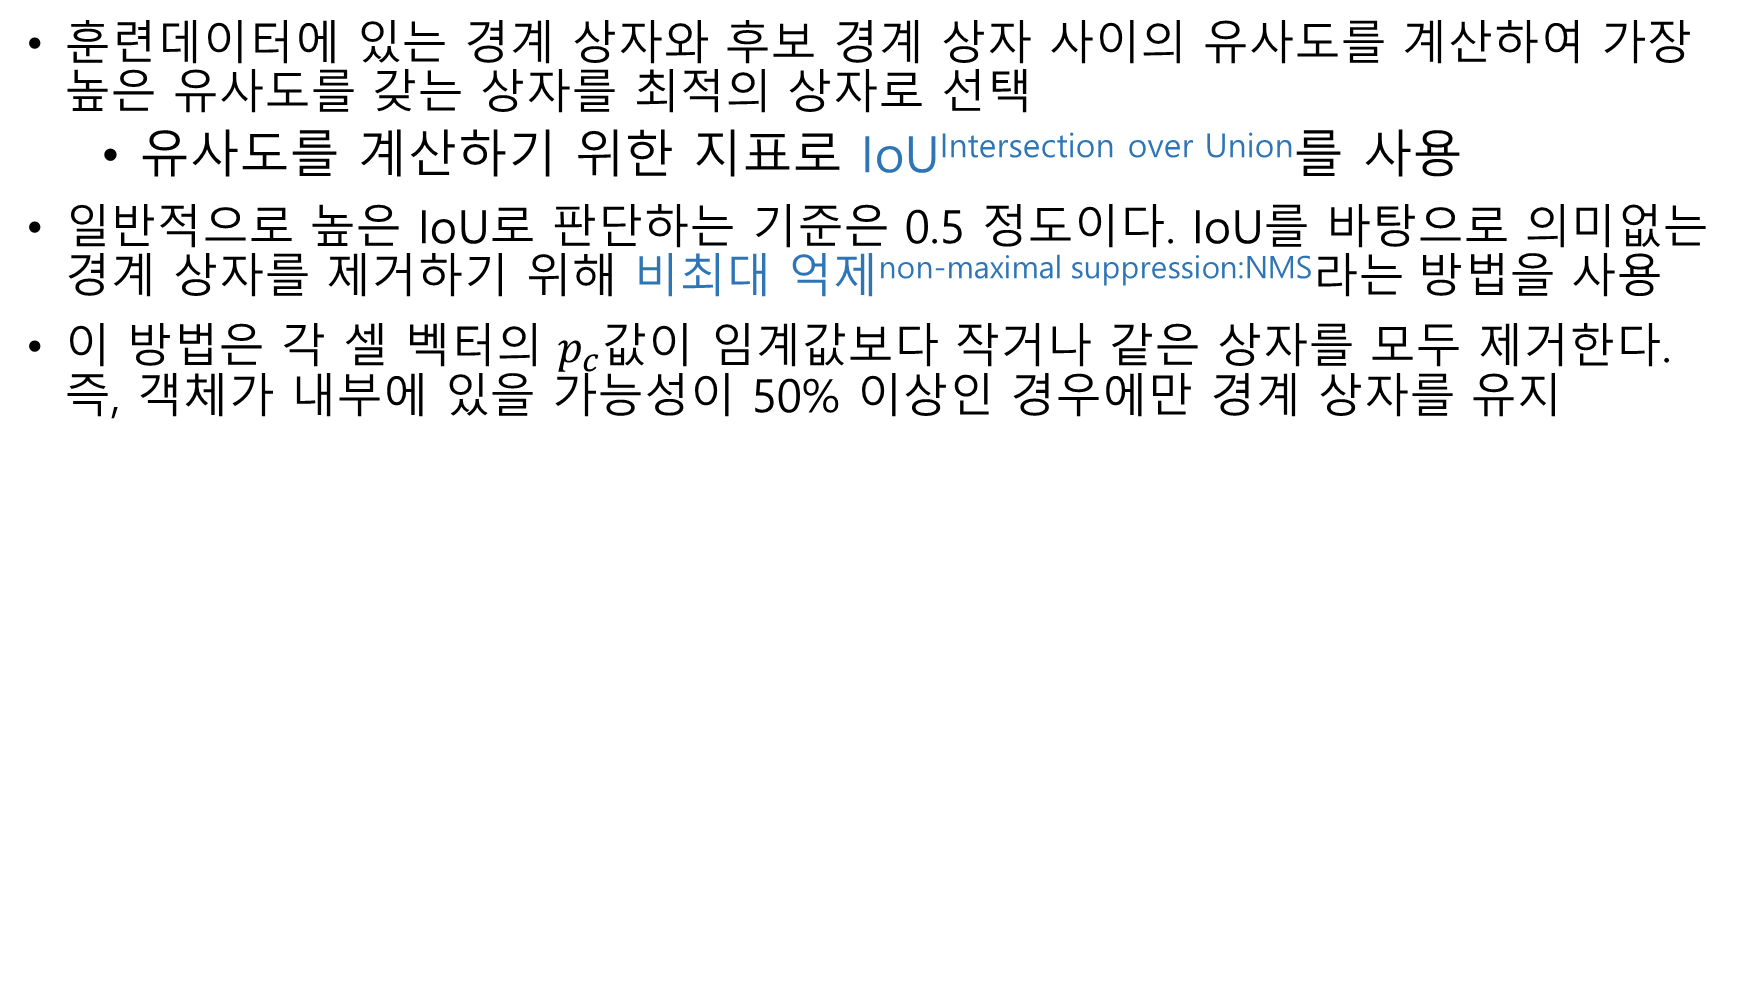 • 훈련데이터에 있는 경계 상자와 후보 경계 상자 사이의 유사도를 계산하여 가장
높은 유사도를 갖는 상자를 최적의 상자로 선택
• 유사도를 계산하기 위한 지표로 IoU^Intersection over Union를 사용
• 일반적으로 높은 IoU로 판단하는 기준은 0.5 정도이다. IoU를 바탕으로 의미없는
경계 상자를 제거하기 위해 비최대 억제^non-maximal suppression:NMS라는 방법을 사용
• 이 방법은 각 셀 벡터의 p_c값이 임계값보다 작거나 같은 상자를 모두 제거한다.
즉, 객체가 내부에 있을 가능성이 50% 이상인 경우에만 경계 상자를 유지